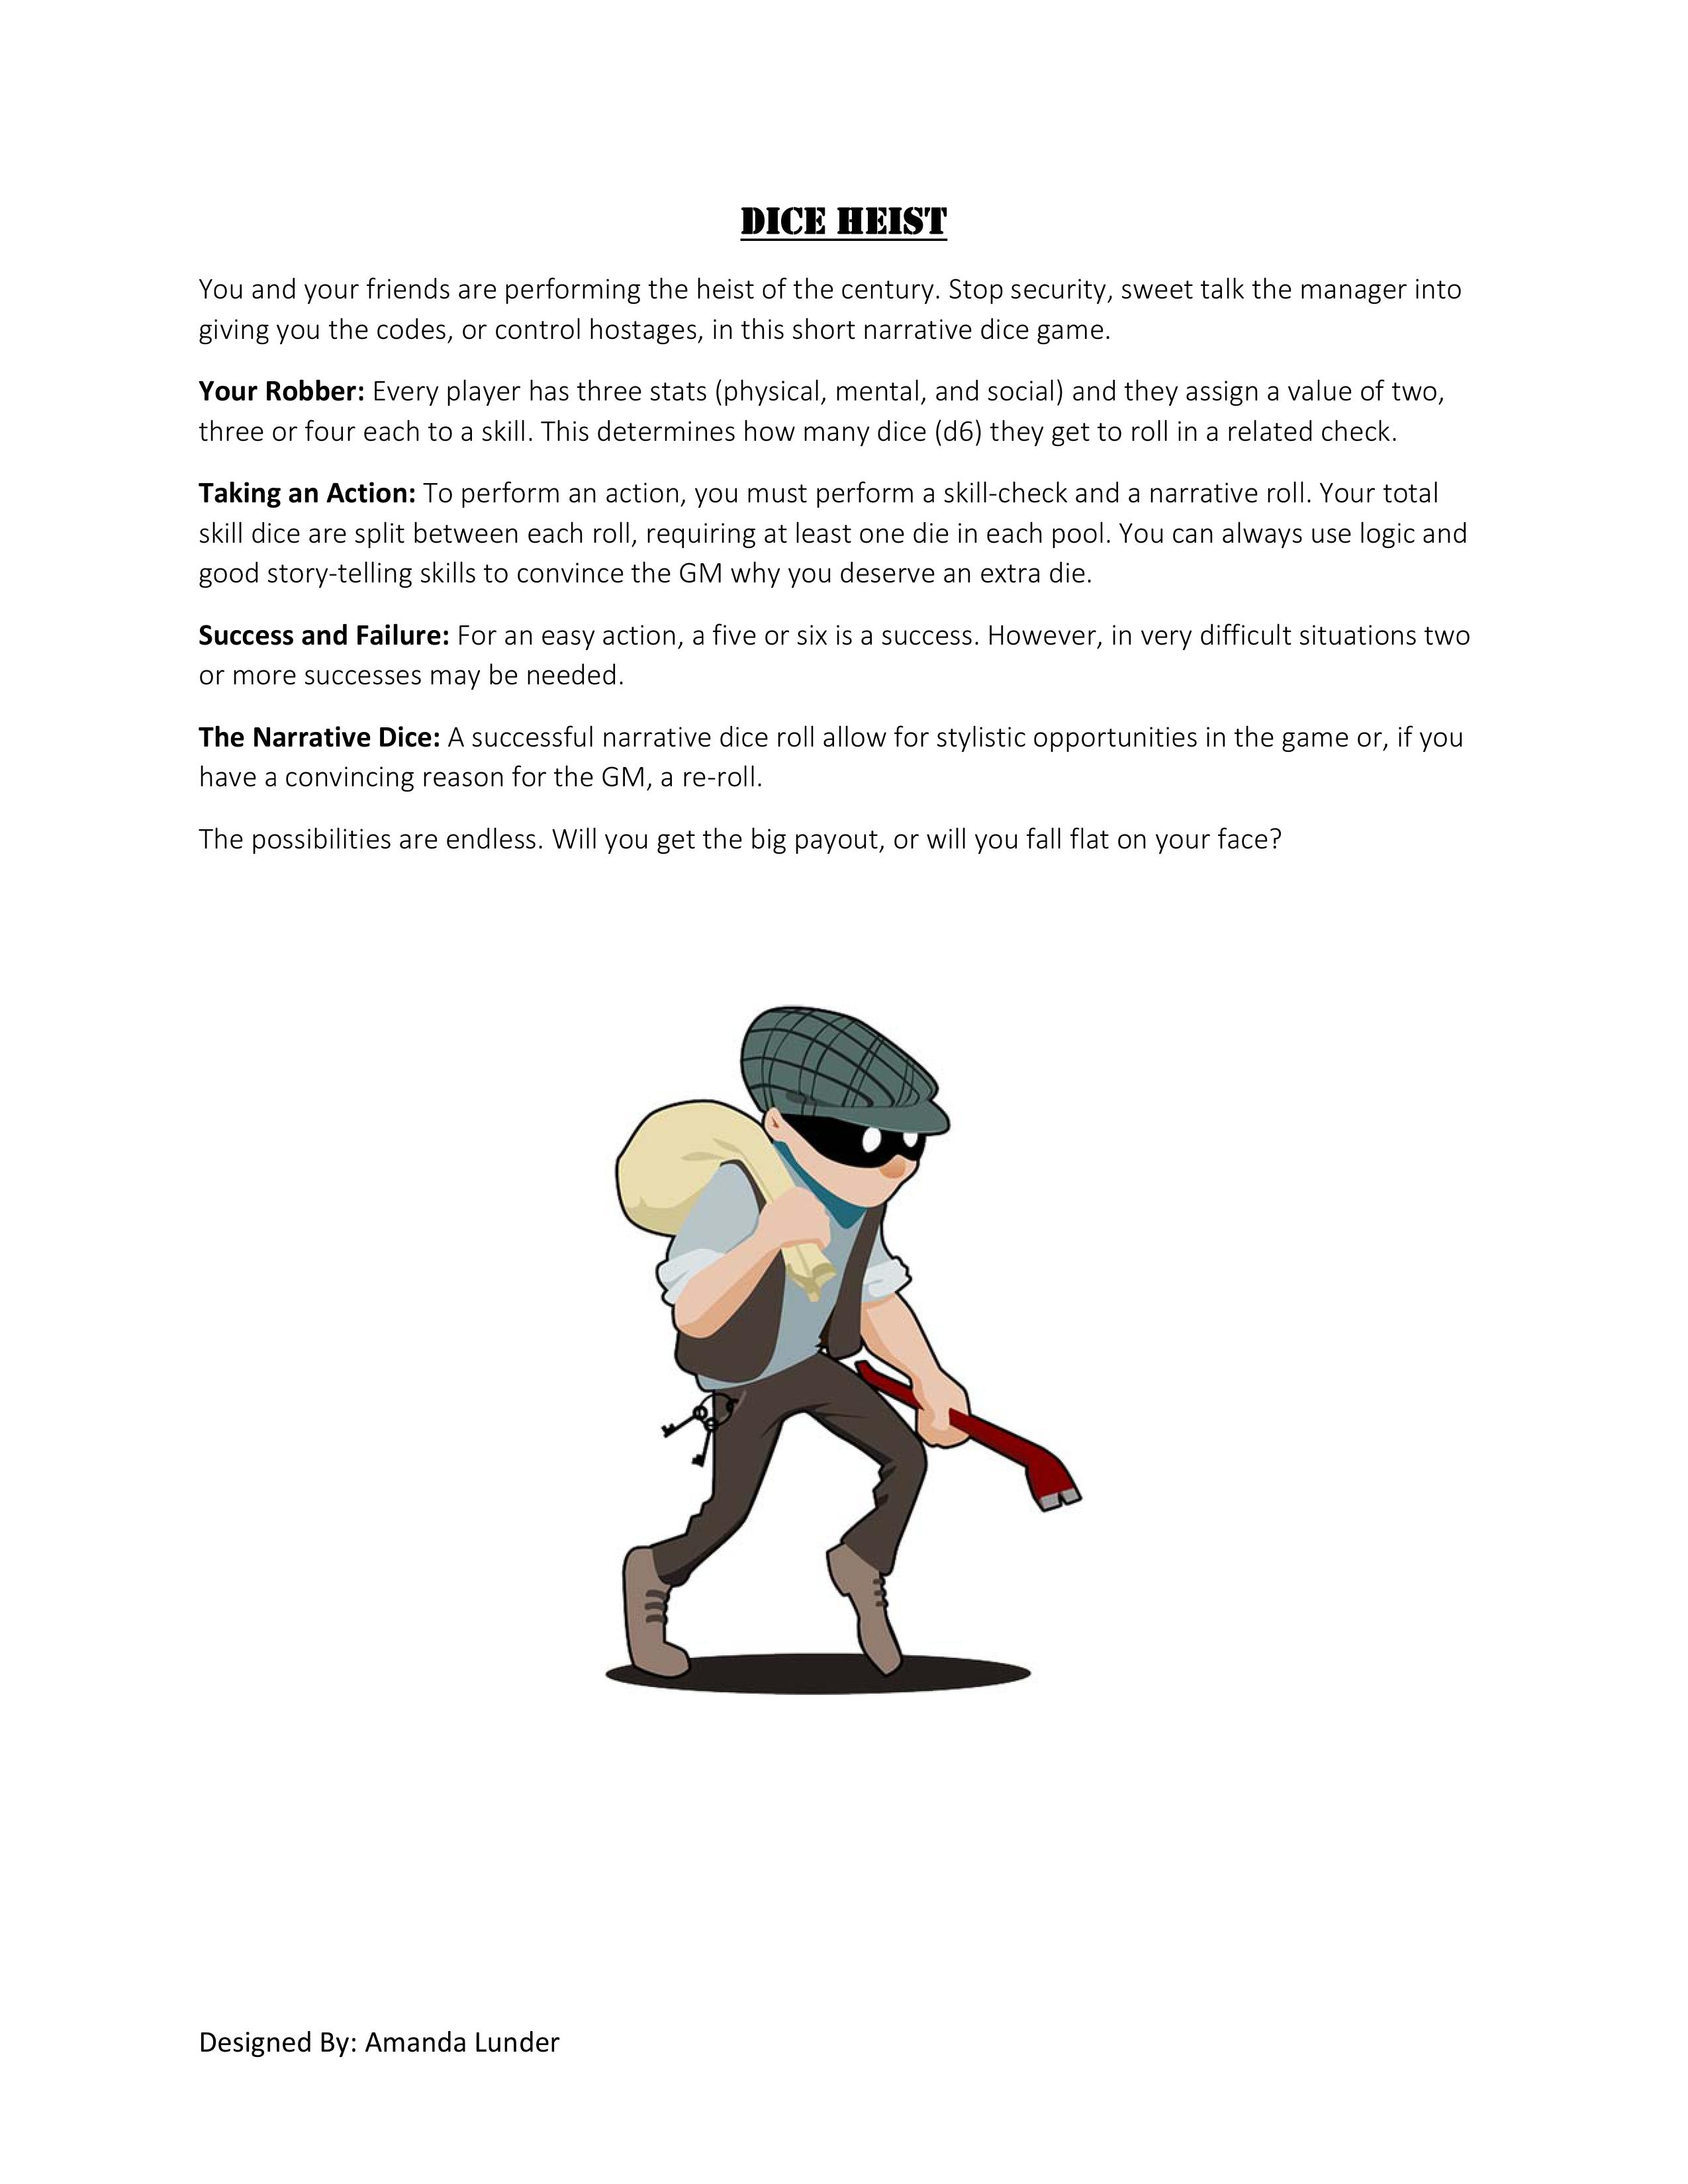 DICE HEIST
You and your friends are performing the heist of the century. Stop security, sweet talk the manager into
giving you the codes, or control hostages, in this short narrative dice game.
Your Robber: Every player has three stats (physical, mental, and social) and they assign a value of two,
three or four each to a skill. This determines how many dice (d6) they get to roll in a related check.
Taking an Action: To perform an action, you must perform a skill-check and a narrative roll. Your total
skill dice are split between each roll, requiring at least one die in each pool. You can always use logic and
good story-telling skills to convince the GM why you deserve an extra die.
Success and Failure: For an easy action, a five or six is a success. However, in very difficult situations two
or more successes may be needed.
The Narrative Dice: A successful narrative dice roll allow for stylistic opportunities in the game or, if you
have a convincing reason for the GM, a re-roll.
The possibilities are endless. Will you get the big payout, or will you fall flat on your face?
Designed By: Amanda Lunder